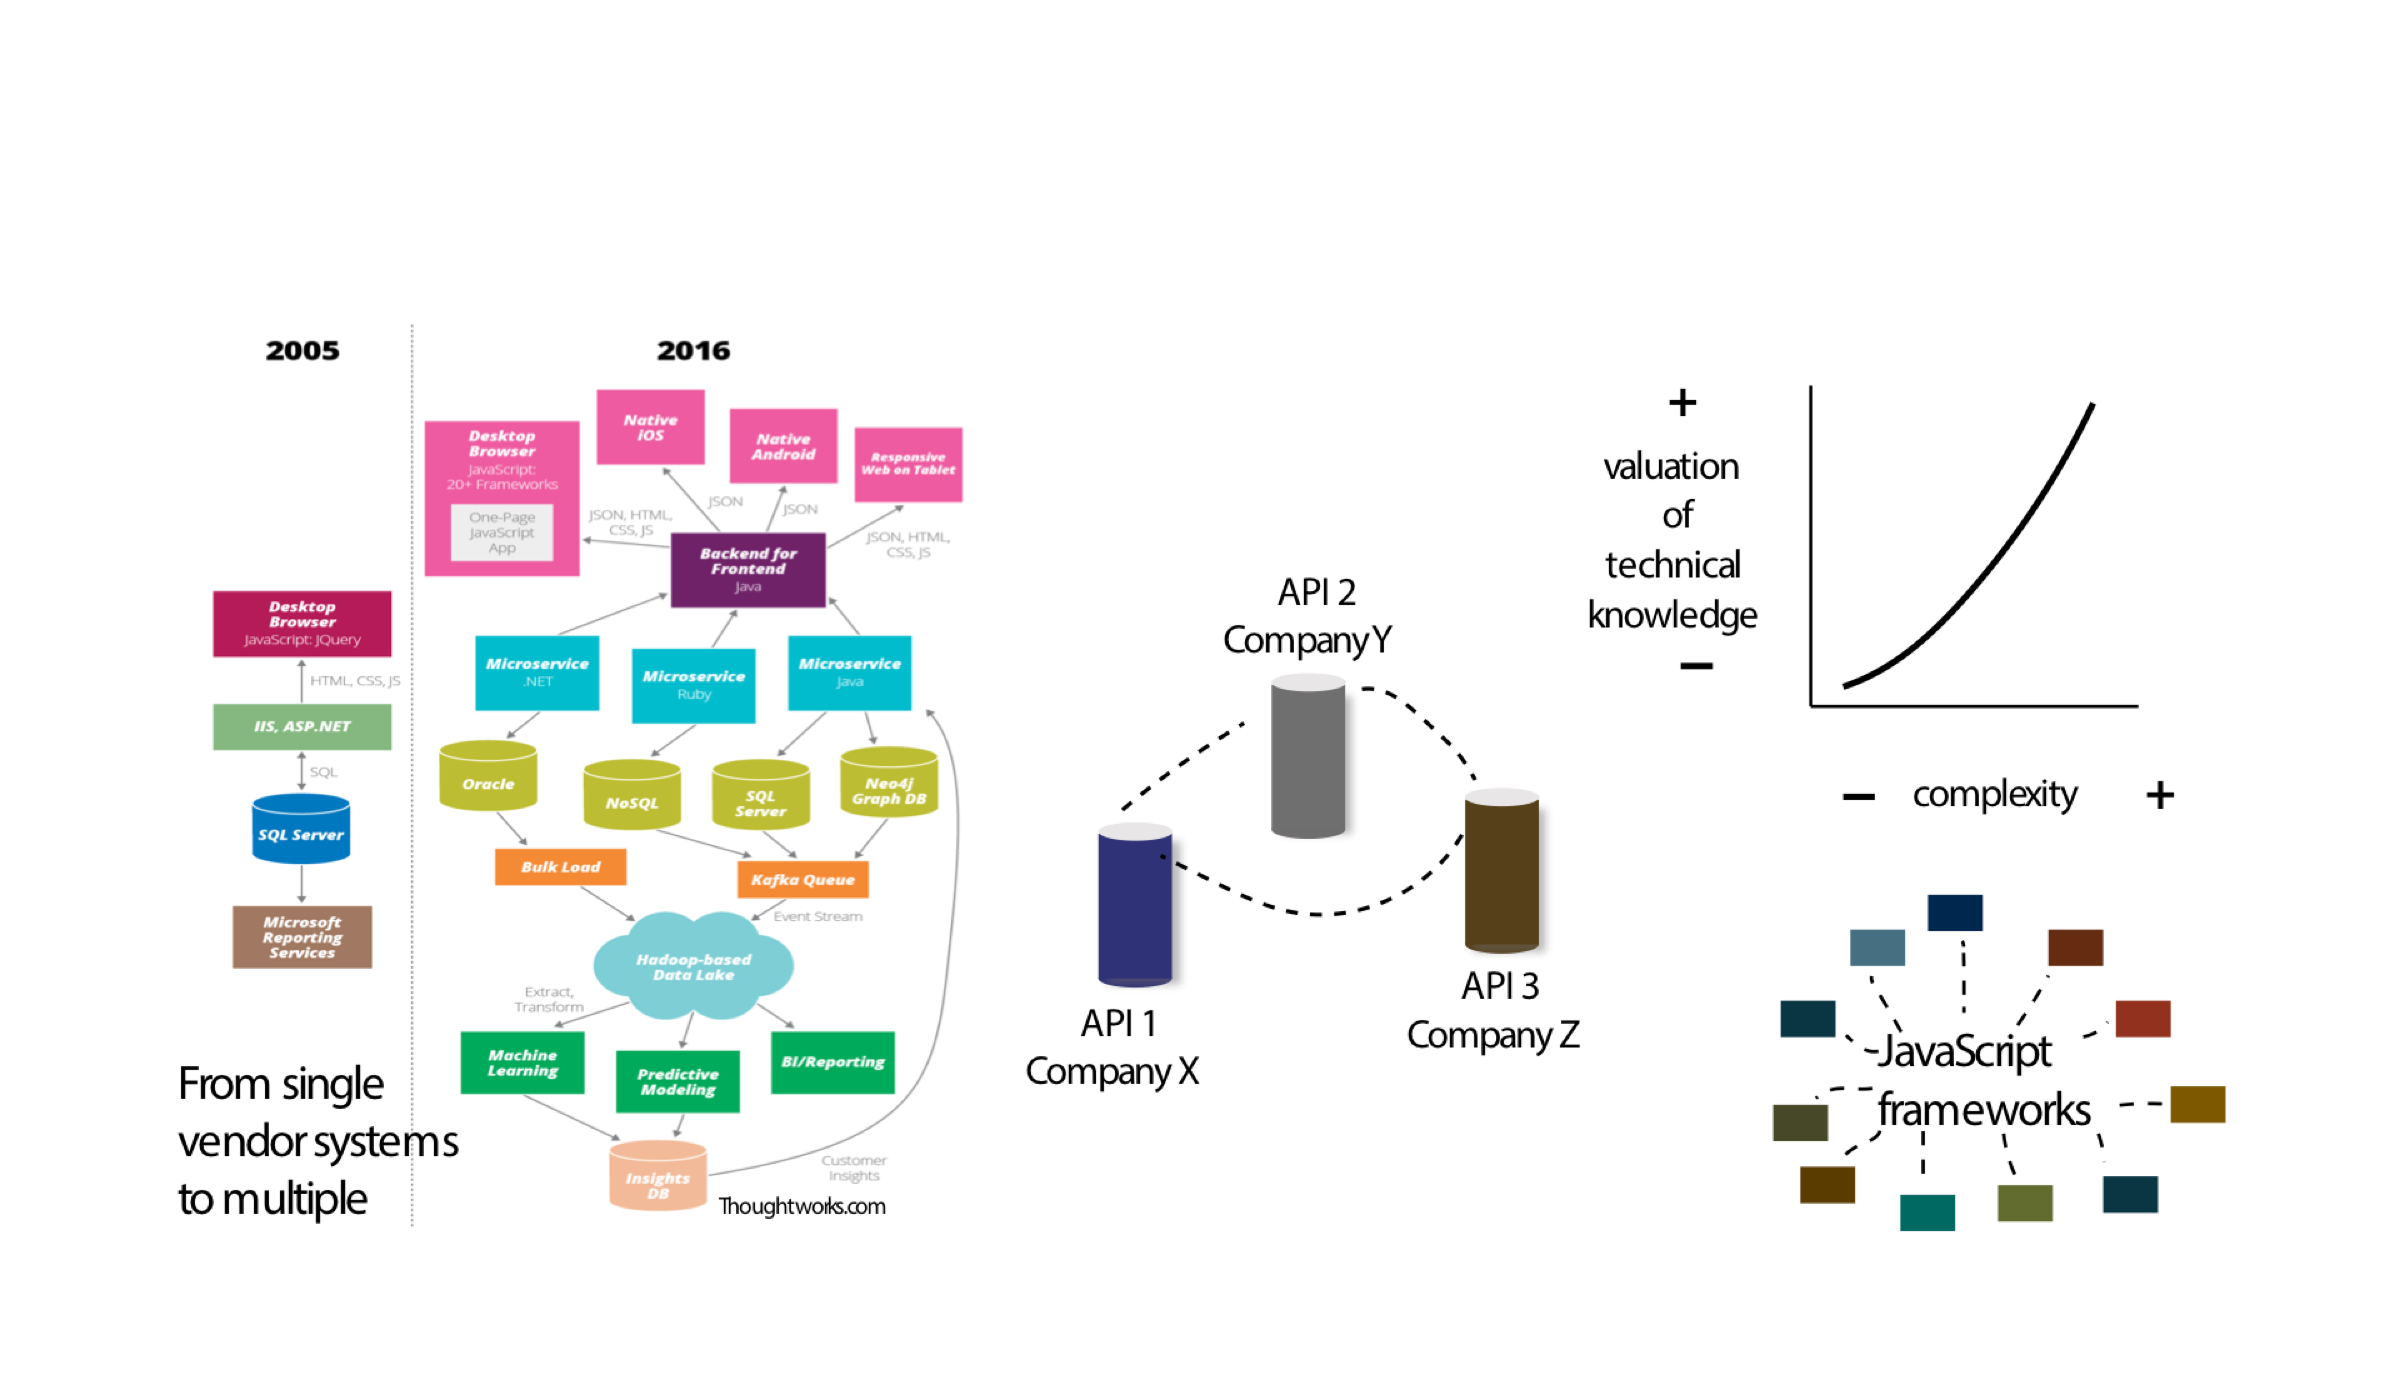 2005
Desktop
Browser
JavaScript: JQuery
HTML, CSS, JS
IIS, ASP.NET
SQL
SQL Server
Microsoft
Reporting
Services
From single
vendor systems
to multiple
2016
Desktop
Browser
JavaScript:
20+ Frameworks
One-Page
JavaScript
App
Native
iOS
Native
Android
Responsive
Web on Tablet
JSON, HTML,
CSS, JS
JSON
JSON
JSON, HTML,
CSS, JS
Backend for
Frontend
Java
Microservice
.NET
Microservice
Ruby
Microservice
Java
Oracle
NoSQL
SQL
Server
Neo4j
Graph DB
Bulk Load
Kafka Queue
Event Stream
Hadoop-based
Data Lake
Extract,
Transform
Machine
Learning
Predictive
Modeling
BI/Reporting
Insights
DB
Customer
Insights
Thoughtworks.com
API 2
Company Y
API 1
Company X
API 3
Company Z
+
valuation
of
technical
knowledge
−
− complexity +
JavaScript
frameworks